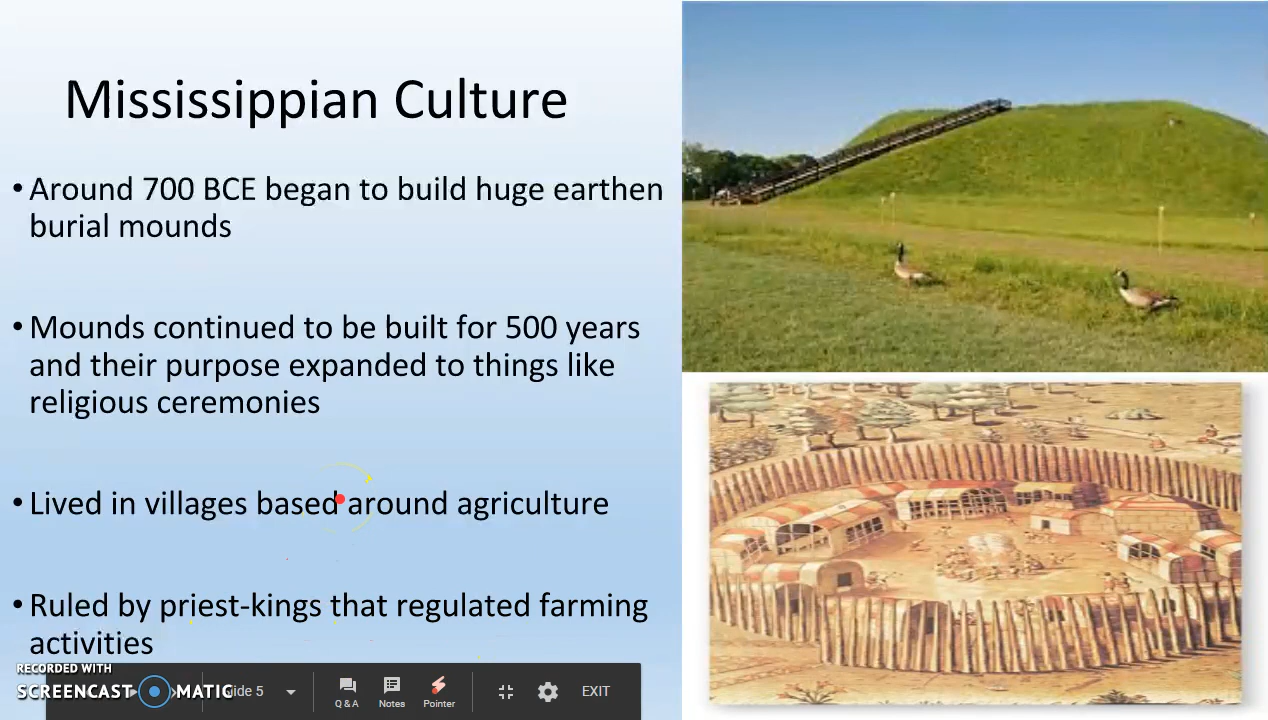 Mississippian Culture
• Around 700 BCE began to build huge earthen
burial mounds
• Mounds continued to be built for 500 years
and their purpose expanded to things like
religious ceremonies
• Lived in villages based around agriculture
• Ruled by priest-kings that regulated farming
activities
RECORDED WITH
SCREENCAST MATIC
lide 5
Q & A
Notes
Pointer
EXIT